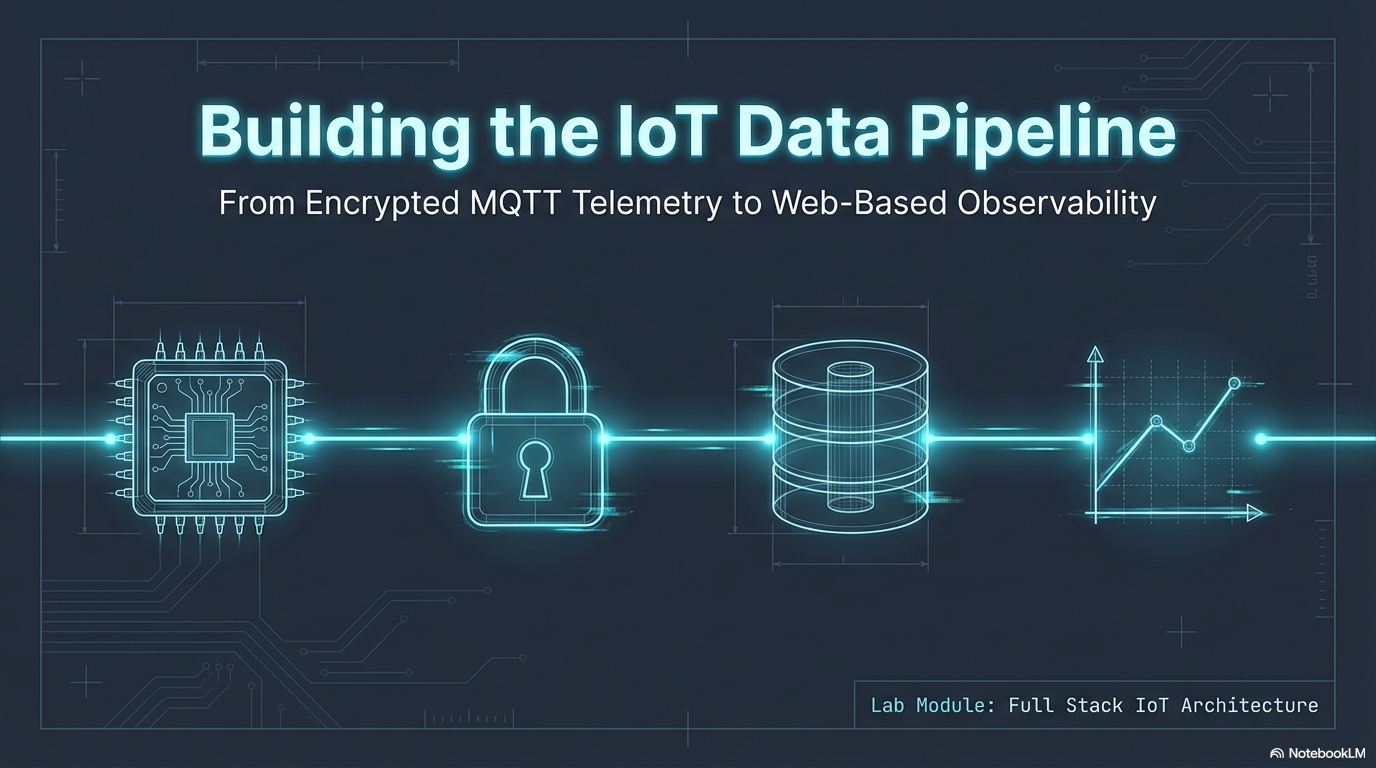 Building the IoT Data Pipeline
From Encrypted MQTT Telemetry to Web-Based Observability
Lab Module: Full Stack IoT Architecture
NotebookLM